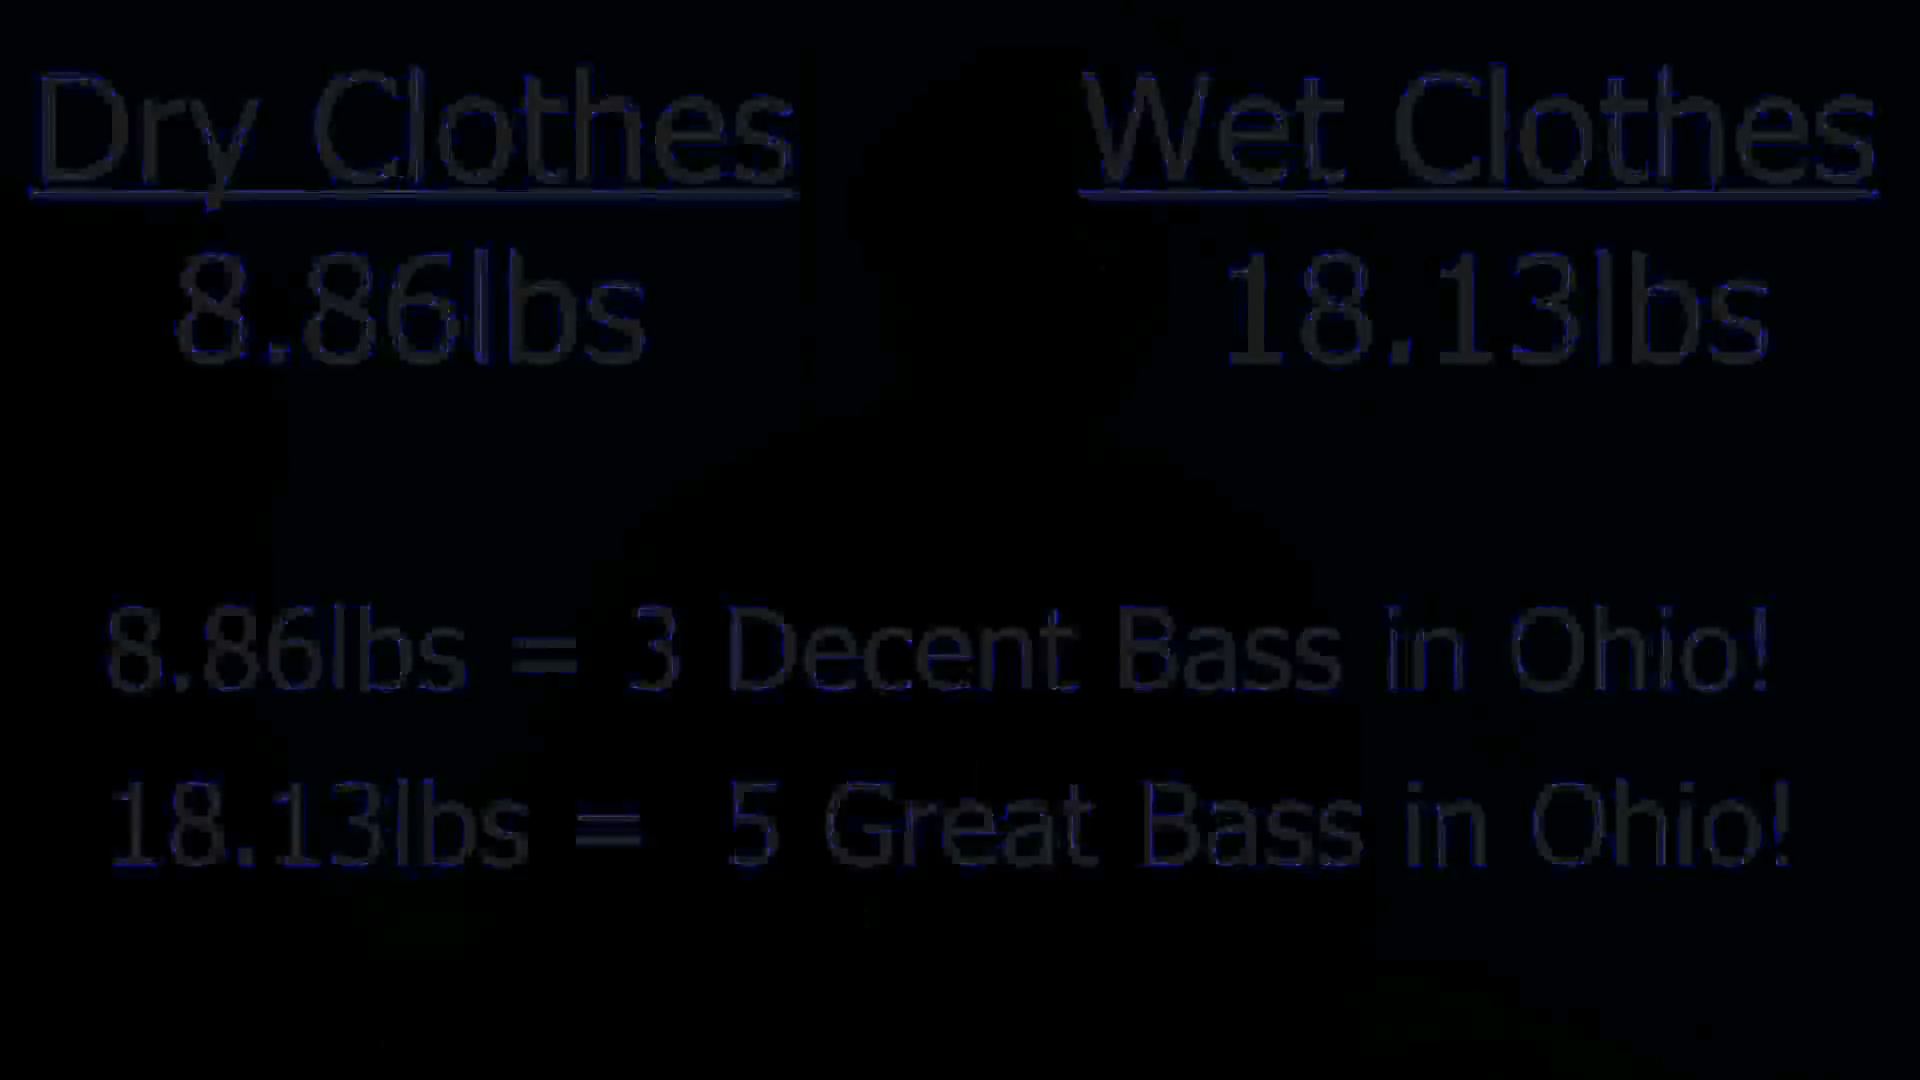 Dry Clothes
Wet Clothes
8.86lbs
18.13lbs
8.86lbs = 3 Decent Bass in Ohio!
18.13lbs = 5 Great Bass in Ohio!